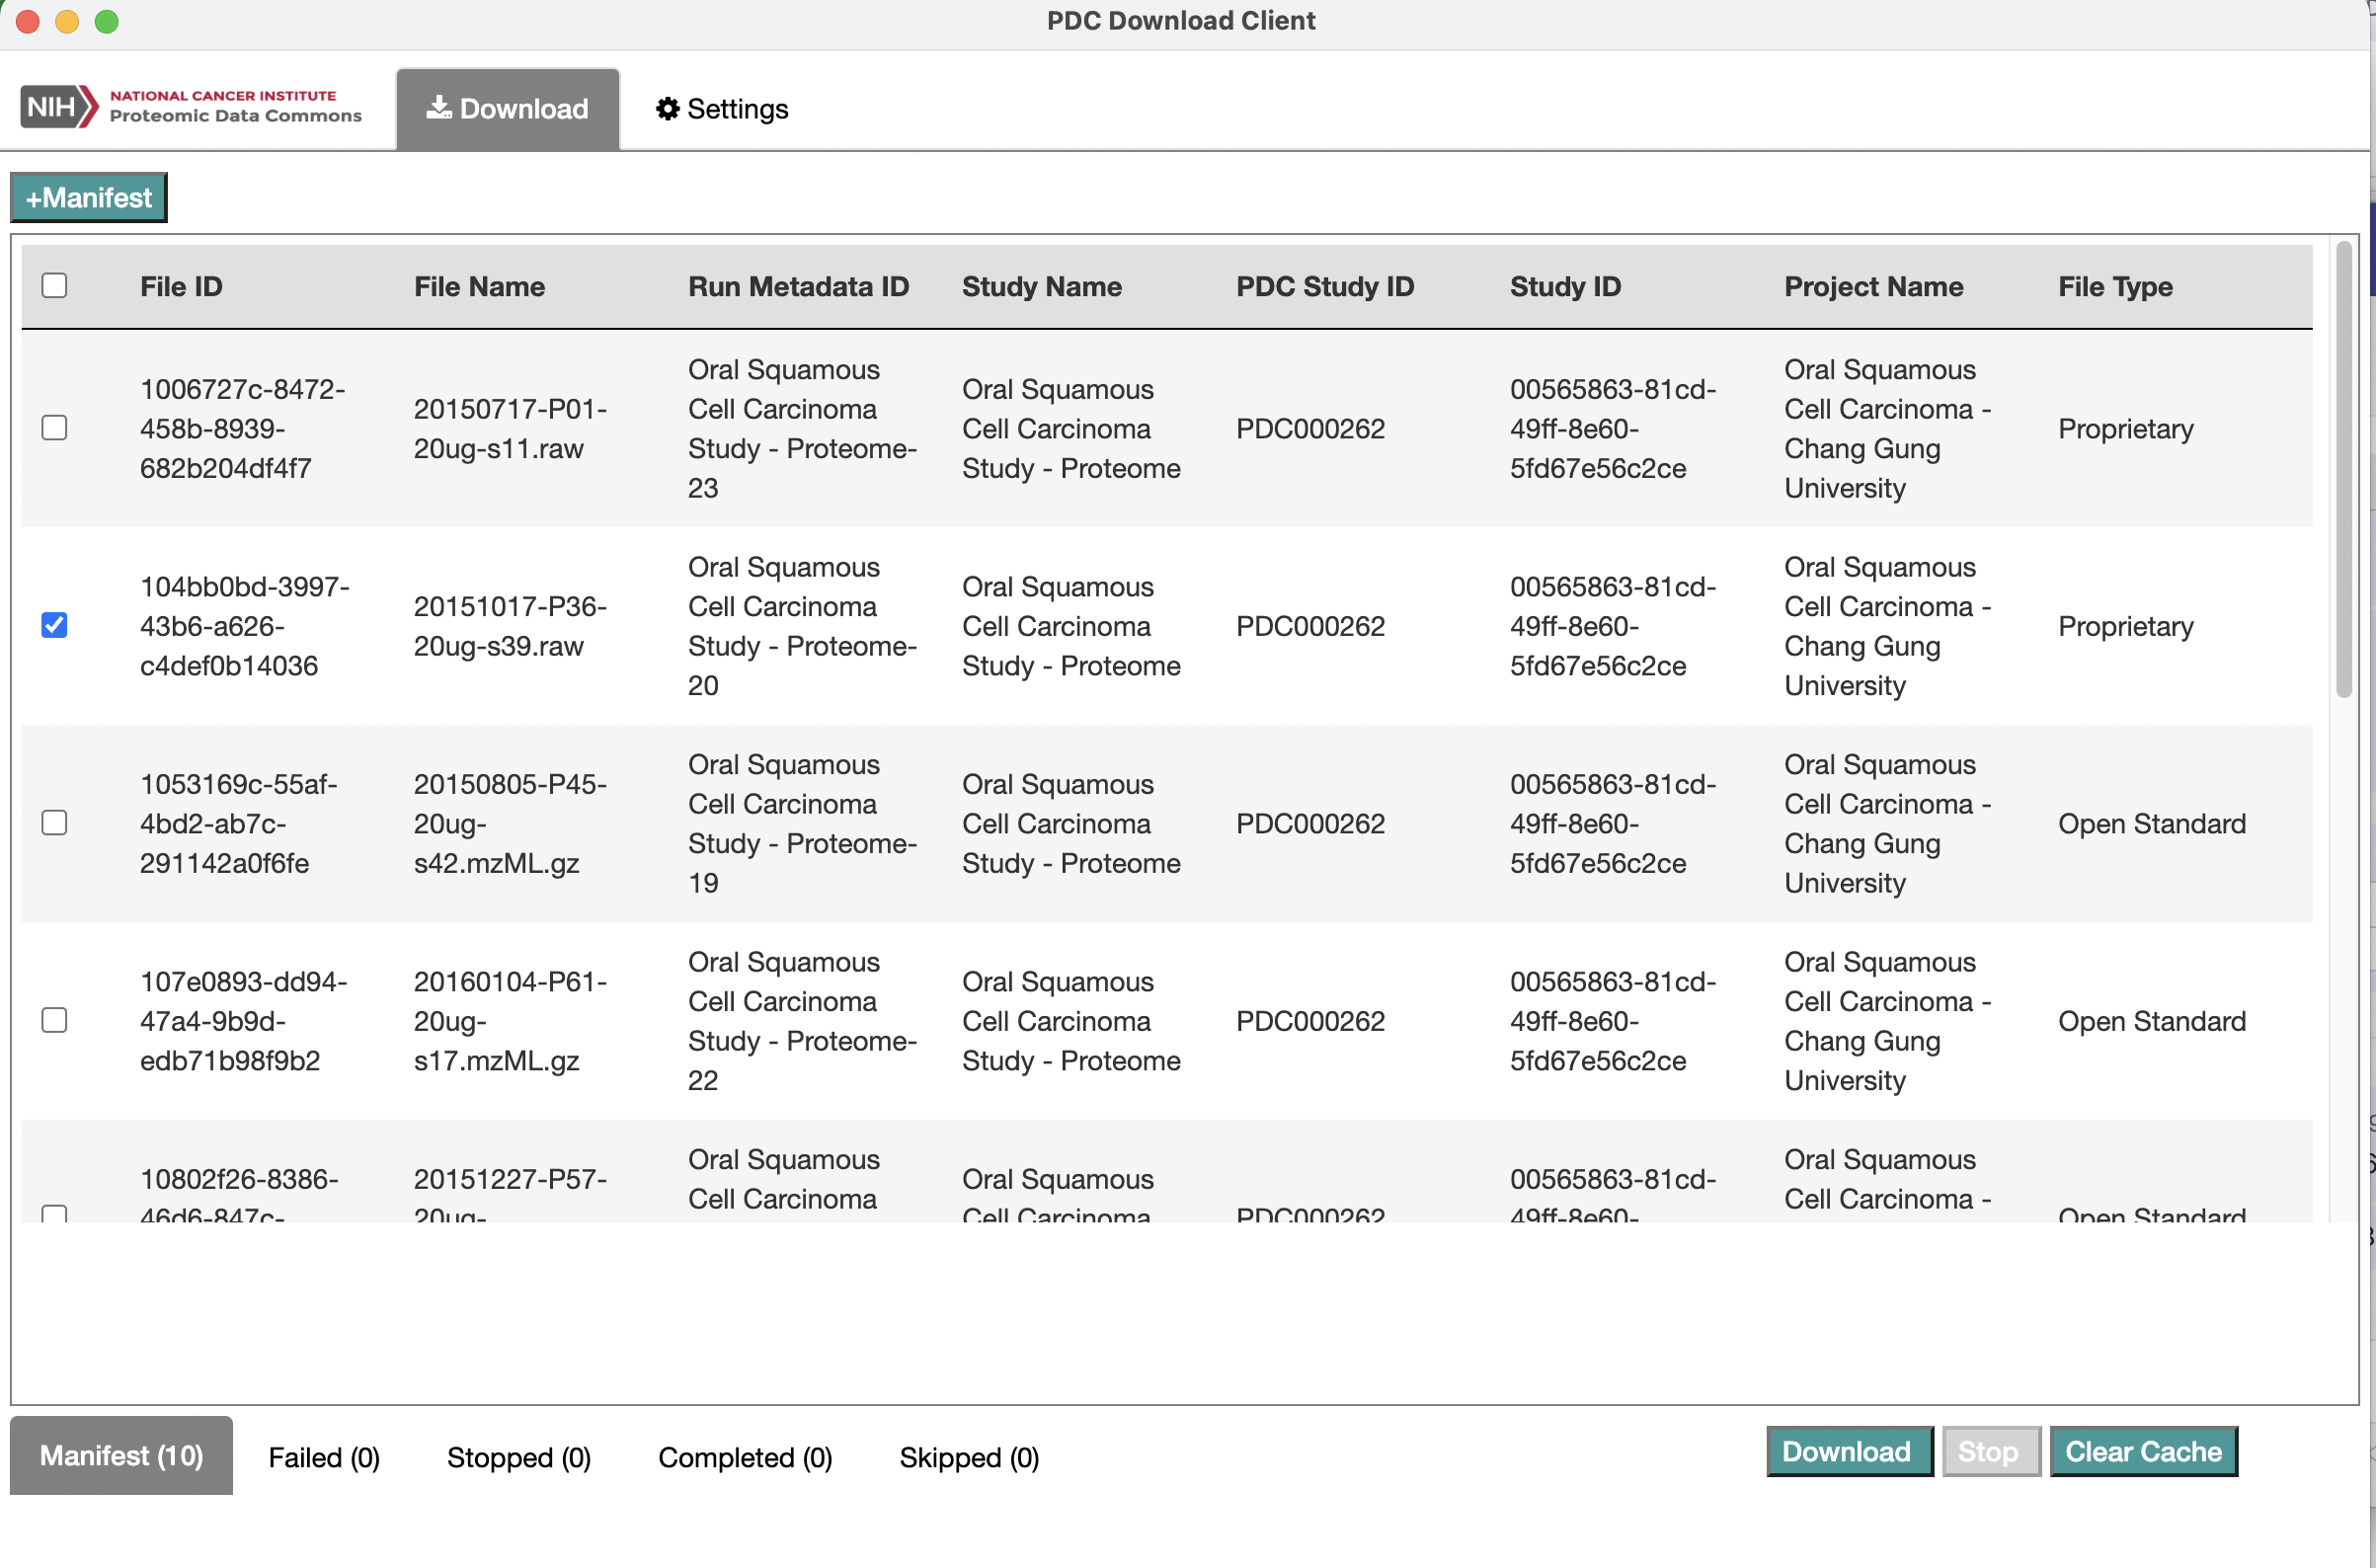 PDC Download Client
NIH
NATIONAL CANCER INSTITUTE
Proteomic Data Commons
Download
Settings
+Manifest
File ID File Name Run Metadata ID Study Name PDC Study ID Study ID Project Name File Type
1006727c-8472-
458b-8939-
682b204df4f7
20150717-P01-
20ug-s11.raw
Oral Squamous
Cell Carcinoma
Study - Proteome-
23
Oral Squamous
Cell Carcinoma
Study - Proteome
PDC000262
00565863-81cd-
49ff-8e60-
5fd67e56c2ce
Oral Squamous
Cell Carcinoma -
Chang Gung
University
Proprietary
104bb0bd-3997-
43b6-a626-
c4def0b14036
20151017-P36-
20ug-s39.raw
Oral Squamous
Cell Carcinoma
Study - Proteome-
20
Oral Squamous
Cell Carcinoma
Study - Proteome
PDC000262
00565863-81cd-
49ff-8e60-
5fd67e56c2ce
Oral Squamous
Cell Carcinoma -
Chang Gung
University
Proprietary
1053169c-55af-
4bd2-ab7c-
291142a0f6fe
20150805-P45-
20ug-
s42.mzML.gz
Oral Squamous
Cell Carcinoma
Study - Proteome-
19
Oral Squamous
Cell Carcinoma
Study - Proteome
PDC000262
00565863-81cd-
49ff-8e60-
5fd67e56c2ce
Oral Squamous
Cell Carcinoma -
Chang Gung
University
Open Standard
107e0893-dd94-
47a4-9b9d-
edb71b98f9b2
20160104-P61-
20ug-
s17.mzML.gz
Oral Squamous
Cell Carcinoma
Study - Proteome-
22
Oral Squamous
Cell Carcinoma
Study - Proteome
PDC000262
00565863-81cd-
49ff-8e60-
5fd67e56c2ce
Oral Squamous
Cell Carcinoma -
Chang Gung
University
Open Standard
10802f26-8386-
46d6-847c-
20151227-P57-
20ug-
Oral Squamous
Cell Carcinoma
Oral Squamous
Cell Carcinoma
PDC000262
00565863-81cd-
49ff-8e60-
Oral Squamous
Cell Carcinoma -
Open Standard
Manifest (10) Failed (0) Stopped (0) Completed (0) Skipped (0) Download Stop Clear Cache